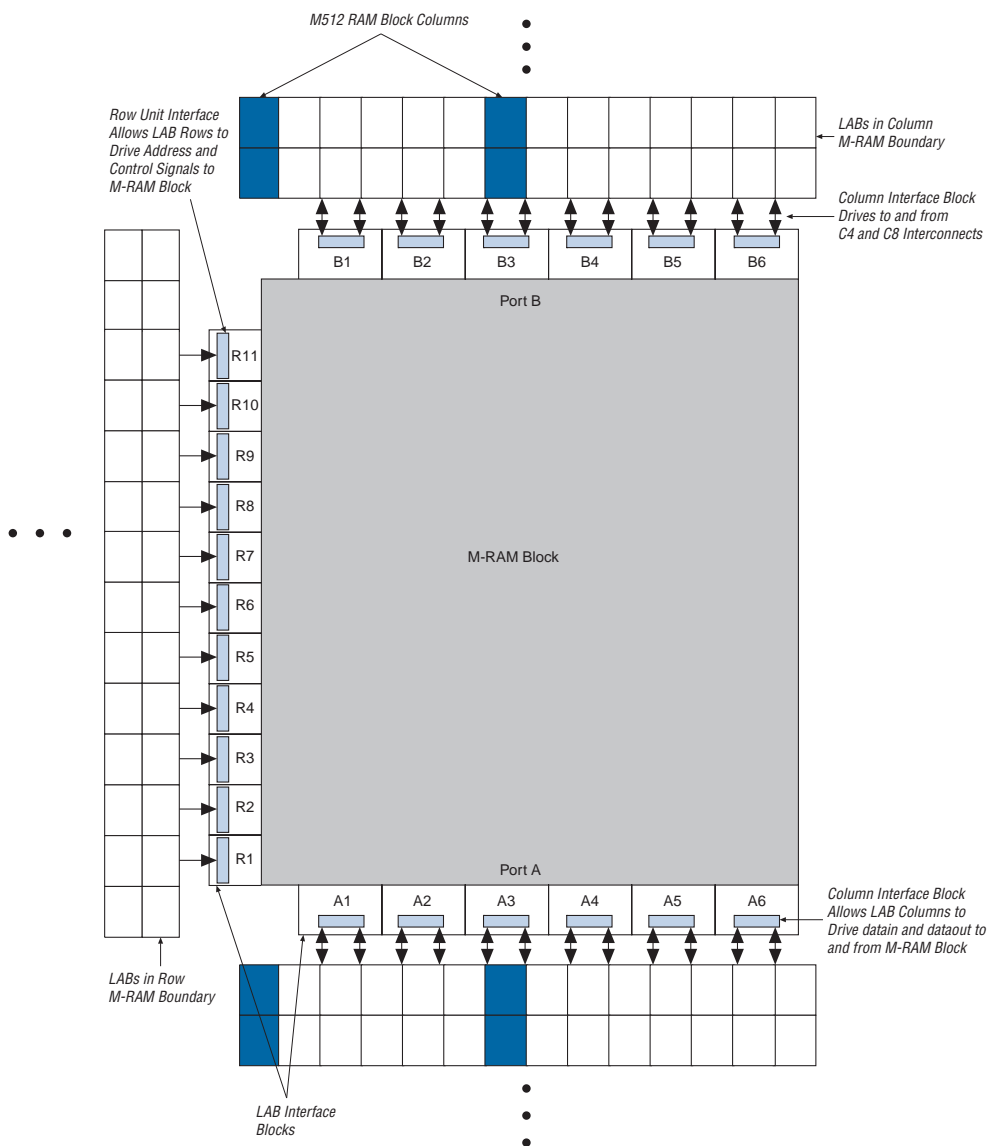 M512 RAM Block Columns
Row Unit Interface
Allows LAB Rows to
Drive Address and
Control Signals to
M-RAM Block
LABs in Column
M-RAM Boundary
Column Interface Block
Drives to and from
C4 and C8 Interconnects
B1 B2 B3 B4 B5 B6
Port B
R11
R10
R9
R8
R7
M-RAM Block
R6
R5
R4
R3
R2
R1
Port A
A1 A2 A3 A4 A5 A6
Column Interface Block
Allows LAB Columns to
Drive datain and dataout to
and from M-RAM Block
LABs in Row
M-RAM Boundary
LAB Interface
Blocks